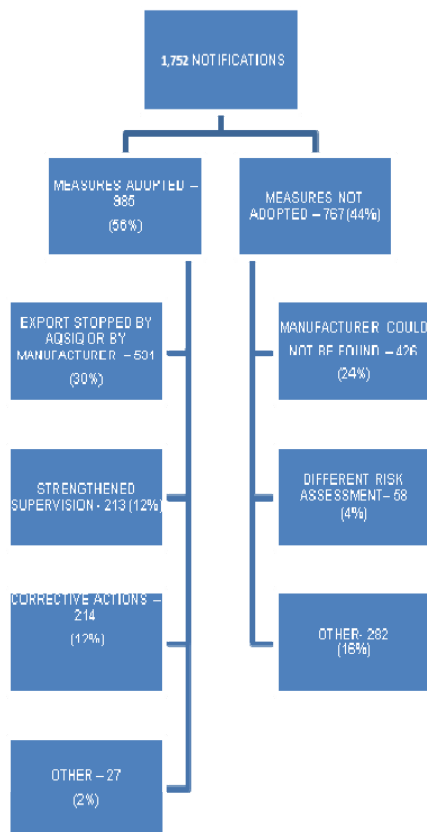 1,752 NOTIFICATIONS
MEASURES ADOPTED –
985
(56%)
MEASURES NOT
ADOPTED – 767 (44%)
EXPORT STOPPED BY
AQSIQ OR BY
MANUFACTURER – 531
(30%)
STRENGTHENED
SUPERVISION - 213 (12%)
CORRECTIVE ACTIONS –
214
(12%)
OTHER – 27
(2%)
MANUFACTURER COULD
NOT BE FOUND – 426
(24%)
DIFFERENT RISK
ASSESSMENT – 58
(4%)
OTHER- 282
(16%)